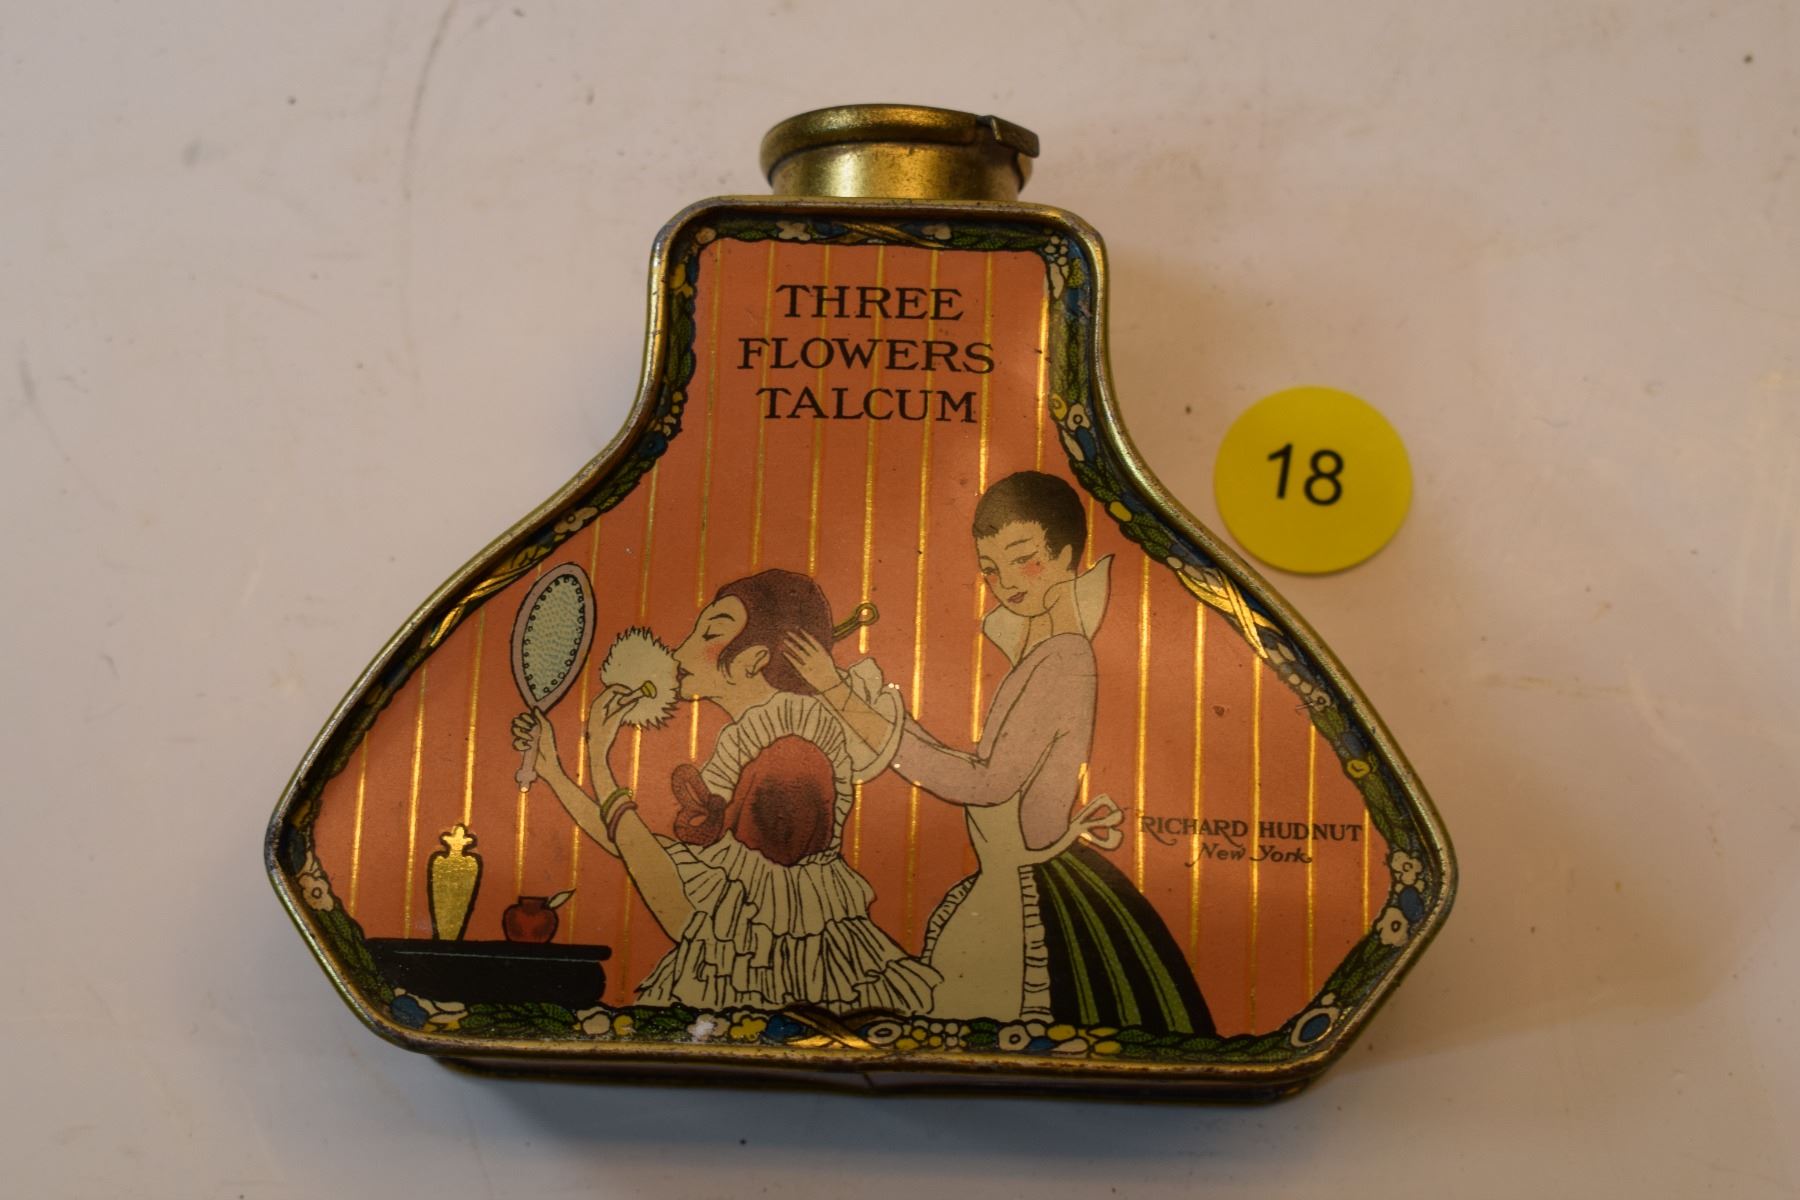 THREE
FLOWERS
TALCUM
18
RICHARD HUDNUT
New York